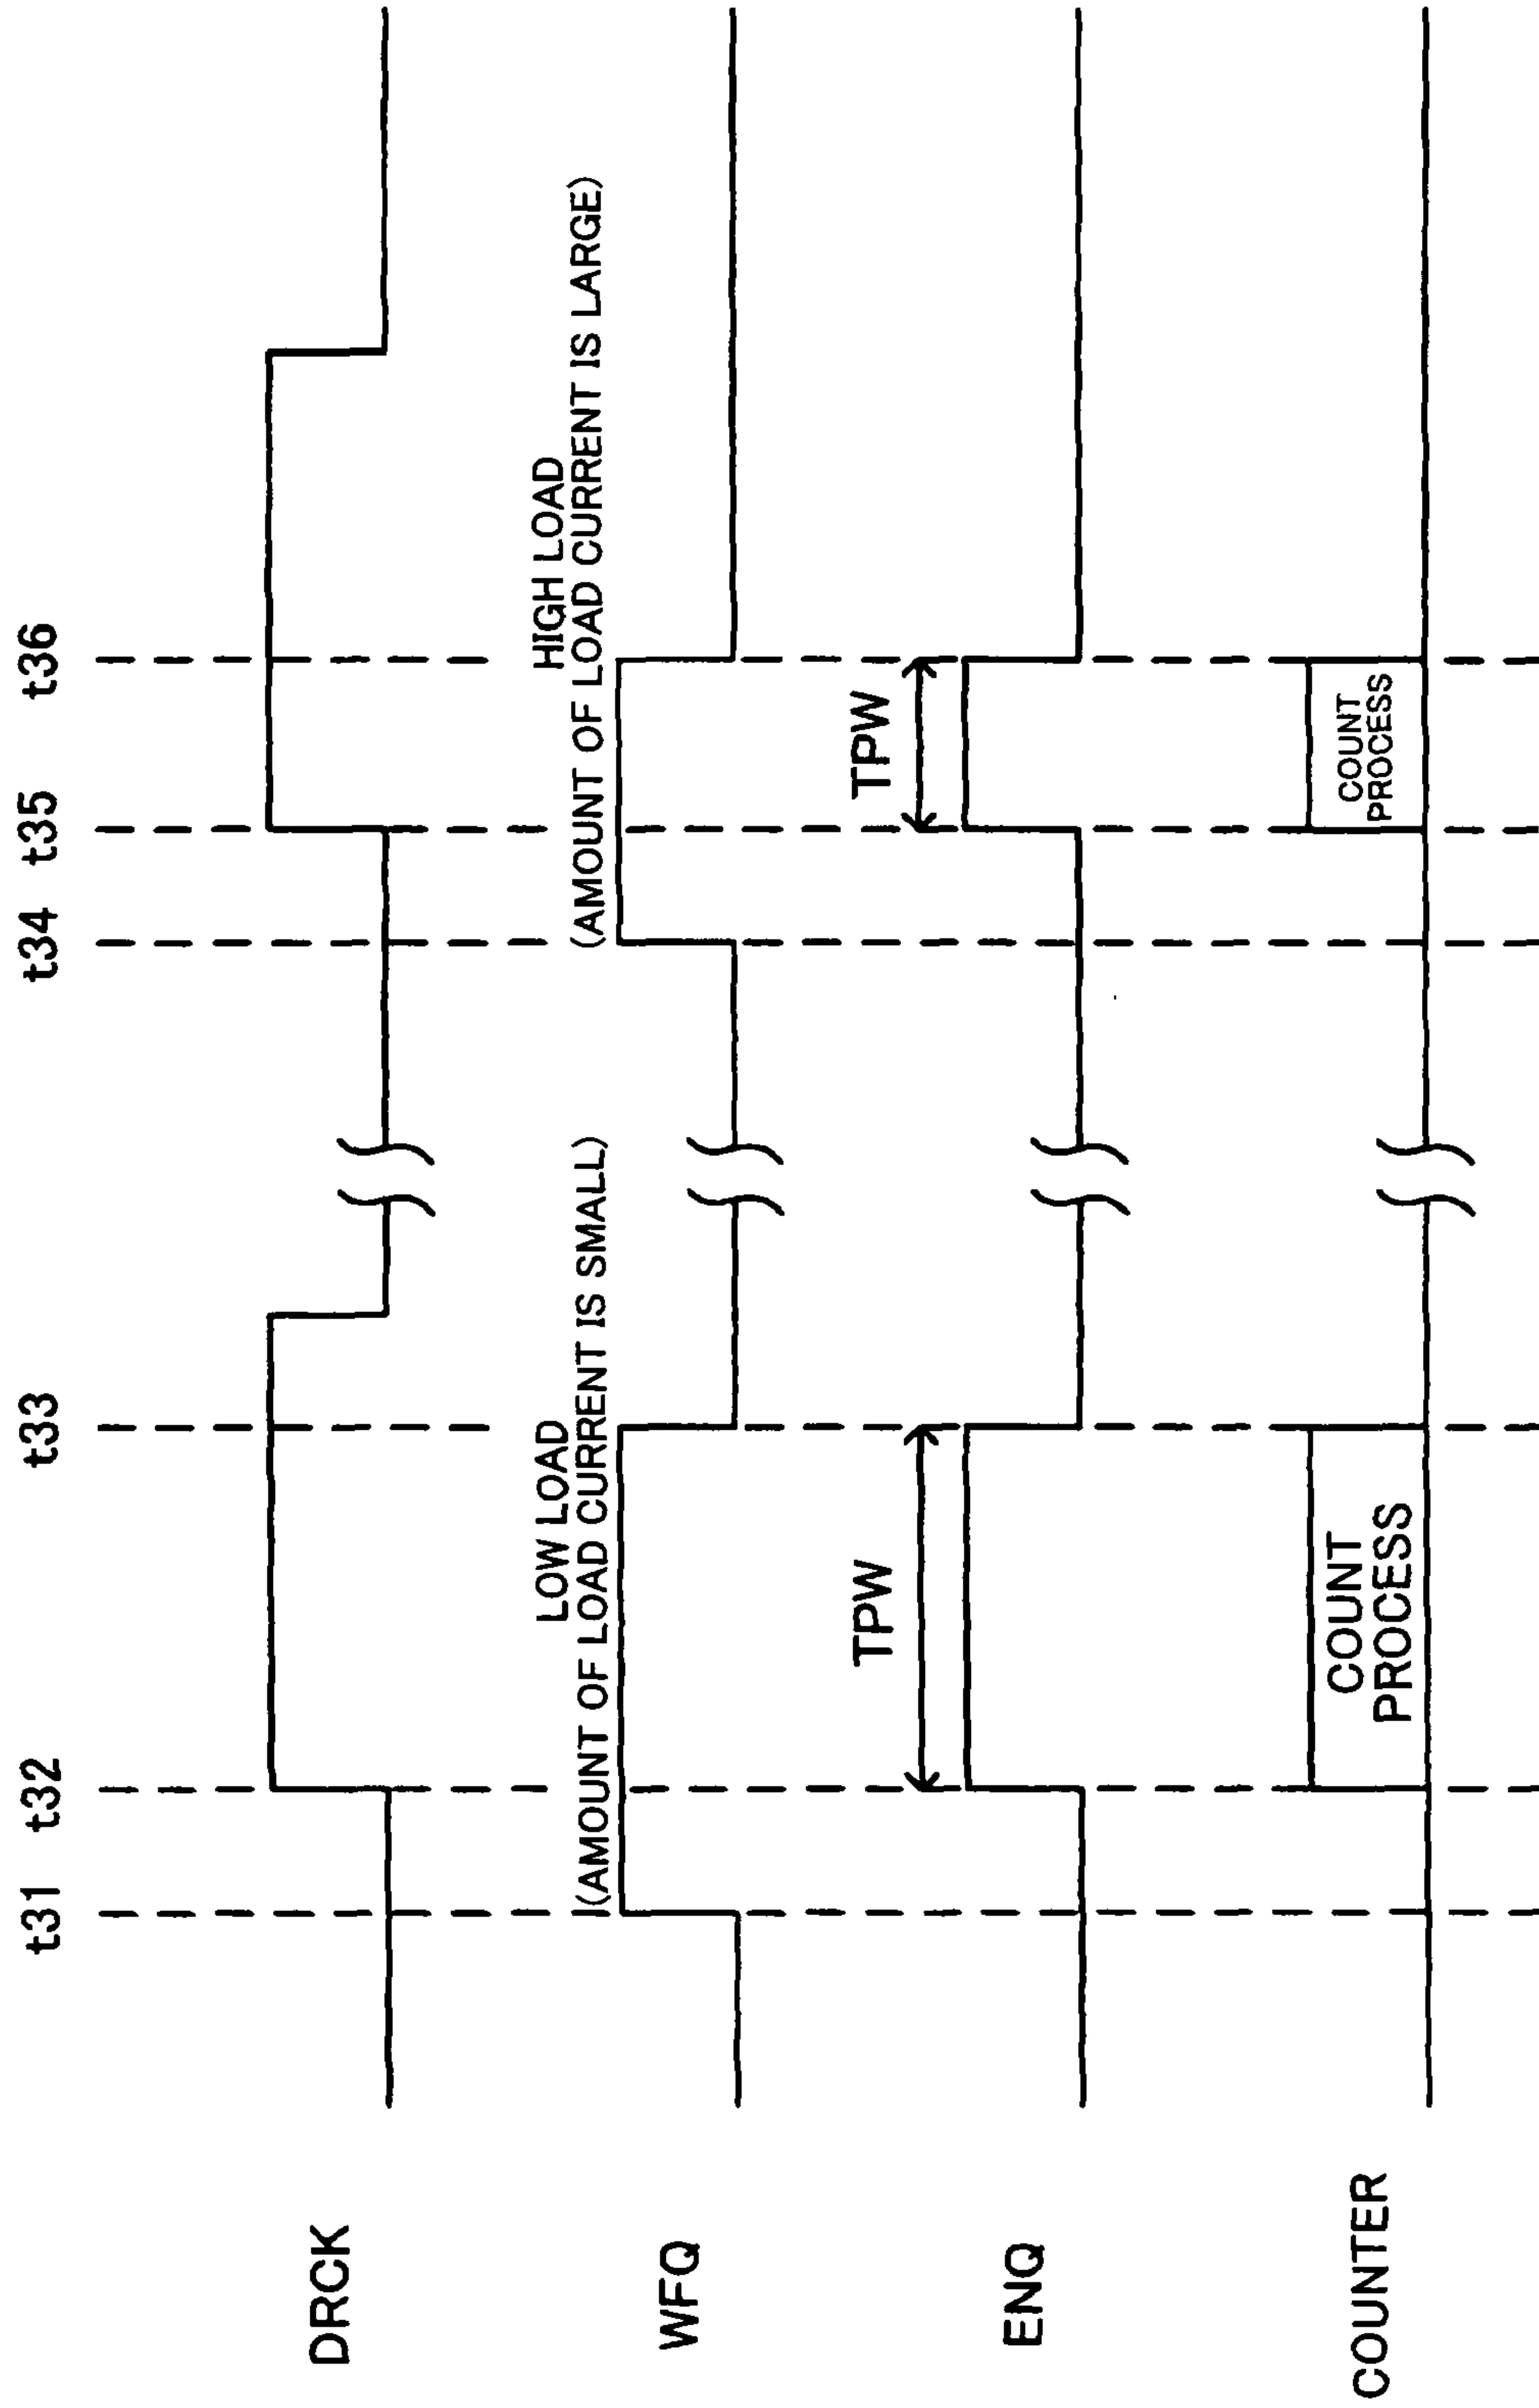 t31 t32 t33 t34 t35 t36
DRCK
LOW LOAD
(AMOUNT OF LOAD CURRENT IS SMALL)
HIGH LOAD
(AMOUNT OF LOAD CURRENT IS LARGE)
WFQ
TPW
TPW
ENQ
COUNT
PROCESS
COUNT
PROCESS
COUNTER